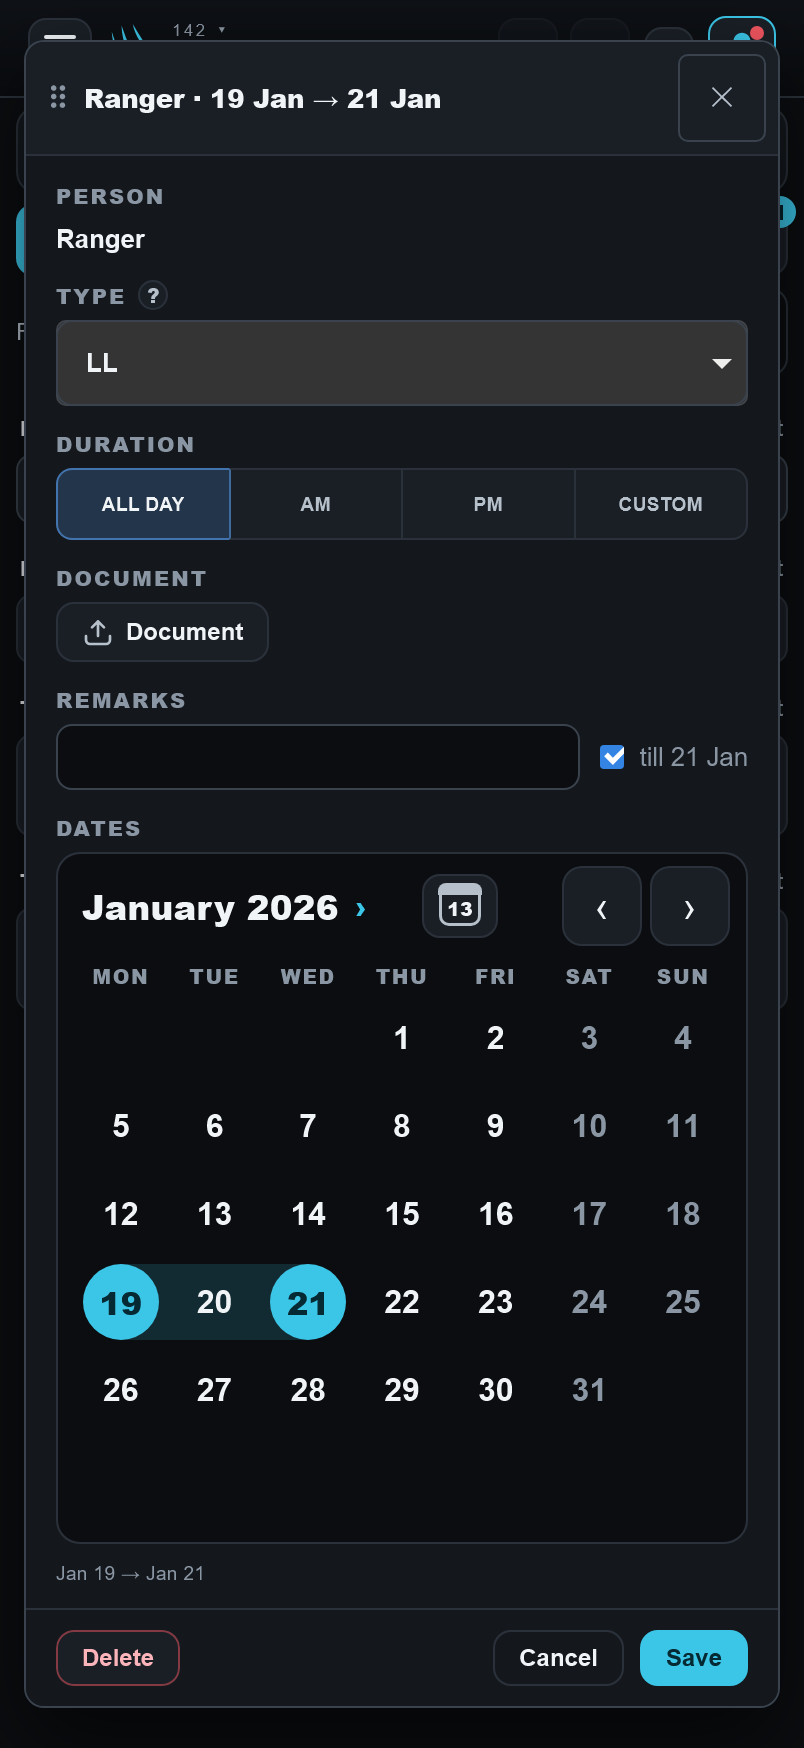 142 ▾
Ranger · 19 Jan → 21 Jan
PERSON
Ranger
TYPE ?
LL
DURATION
ALL DAY AM PM CUSTOM
DOCUMENT
Document
REMARKS
till 21 Jan
DATES
January 2026 › 13 ‹ ›
MON TUE WED THU FRI SAT SUN
1 2 3 4
5 6 7 8 9 10 11
12 13 14 15 16 17 18
19 20 21 22 23 24 25
26 27 28 29 30 31
Jan 19 → Jan 21
Delete Cancel Save